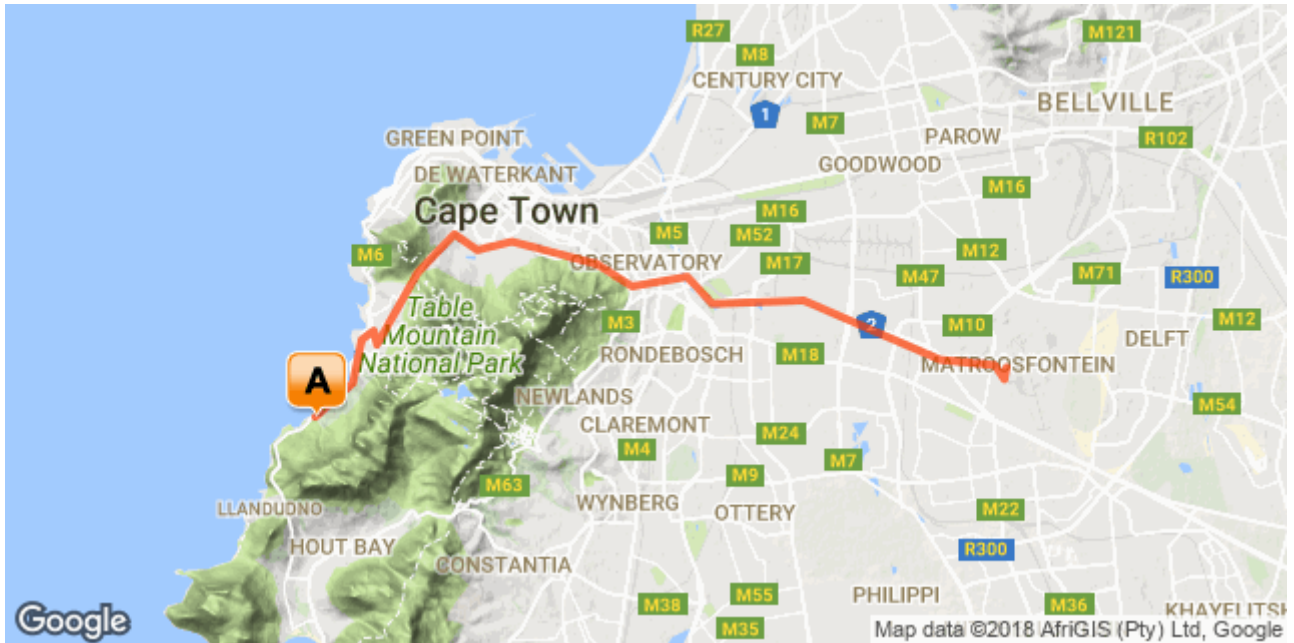 R27
M121
M8
CENTURY CITY
1
BELLVILLE
M7
GREEN POINT
PAROW
R102
GOODWOOD
DE WATERKANT
M16
Cape Town
M16
M5
M52
M6
M12
OBSERVATORY
M17
M47
M71
R300
Table
Mountain
National Park
M3
2
M10
M12
DELFT
RONDEBOSCH
M18
MATROOSFONTEIN
A
NEWLANDS
M54
CLAREMONT
M24
M4
M7
M9
M63
WYNBERG
OTTERY
M22
LLANDUDNO
HOUT BAY
R300
CONSTANTIA
PHILIPPI
M55
M38
M36
KHAYELITSH
M35
Google
Map data ©2018 AfriGIS (Pty) Ltd, Google